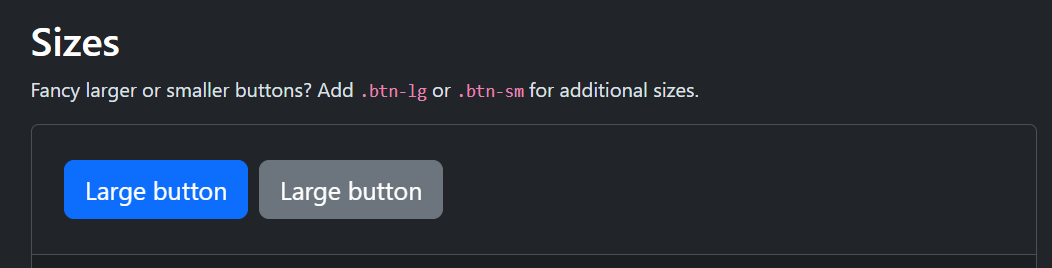 Sizes
Fancy larger or smaller buttons? Add .btn-lg or .btn-sm for additional sizes.
Large button Large button